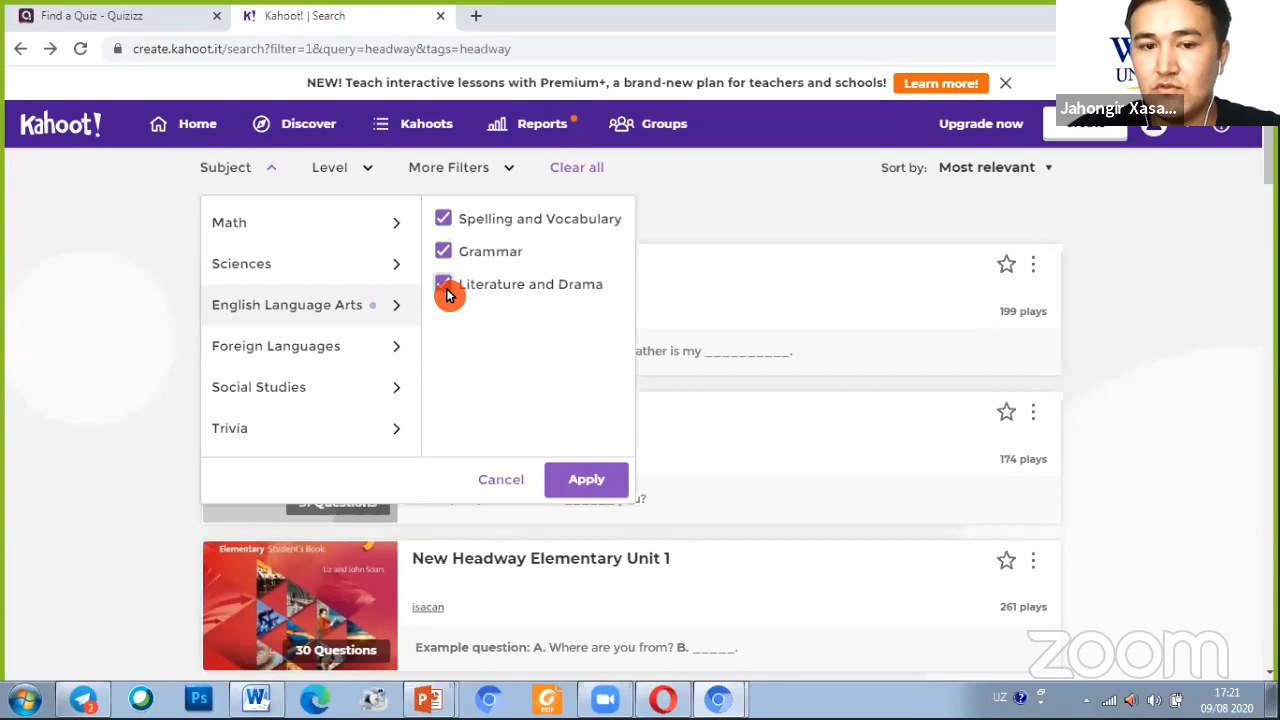 Find a Quiz - Quizizz
K! Kahoot! | Search
create.kahoot.it/search?filter=1&query=headway&tags=headway
NEW! Teach interactive lessons with Premium+, a brand-new plan for teachers and schools!
Learn more!
Jahongir Xasa...
Kahoot!
Home
Discover
Kahoots
Reports
Groups
Upgrade now
Subject
Level
More Filters
Clear all
Sort by: Most relevant
Math
Sciences
English Language Arts
Foreign Languages
Social Studies
Trivia
Spelling and Vocabulary
Grammar
Literature and Drama
Cancel
Apply
199 plays
ather is my __________.
174 plays
Questions
u?
Elementary Student's Book
Liz and John Soars
30 Questions
New Headway Elementary Unit 1
isacan
261 plays
Example question: A. Where are you from? B. _____.
zoom
2
Ps
W
P
PDF
UZ
17:21
09/08 2020